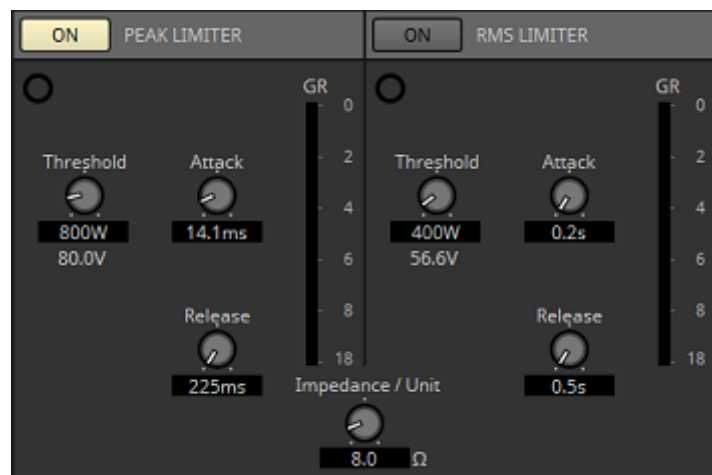 ON PEAK LIMITER
GR
0
2
4
6
8
18
Threshold
800W
80.0V
Attack
14.1ms
Release
225ms
ON RMS LIMITER
GR
0
2
4
6
8
18
Threshold
400W
56.6V
Attack
0.2s
Release
0.5s
Impedance / Unit
8.0 Ω